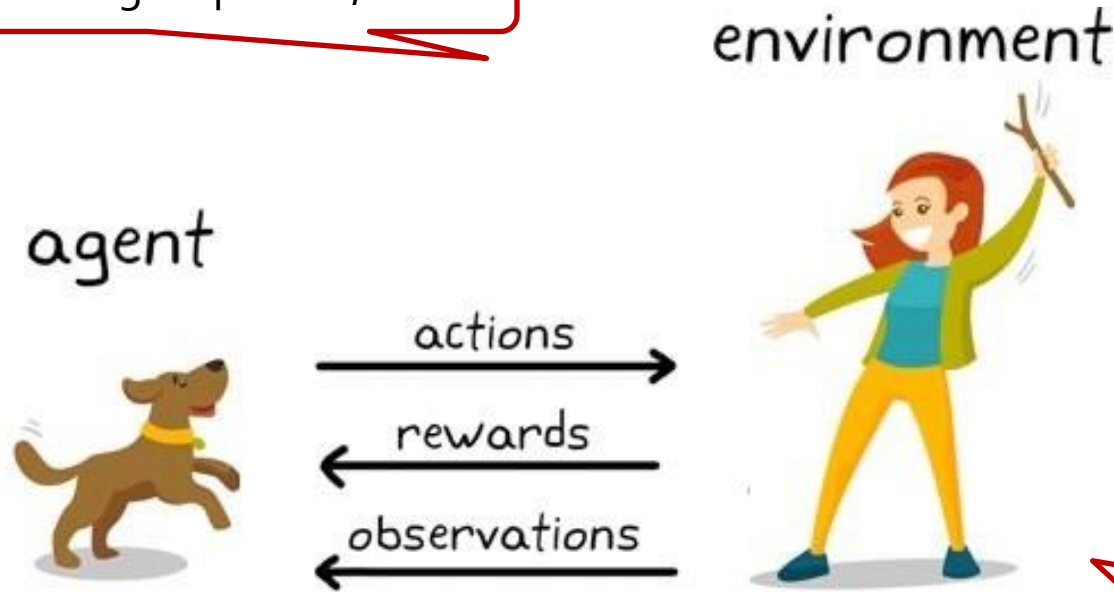 environment
agent
actions
rewards
observations